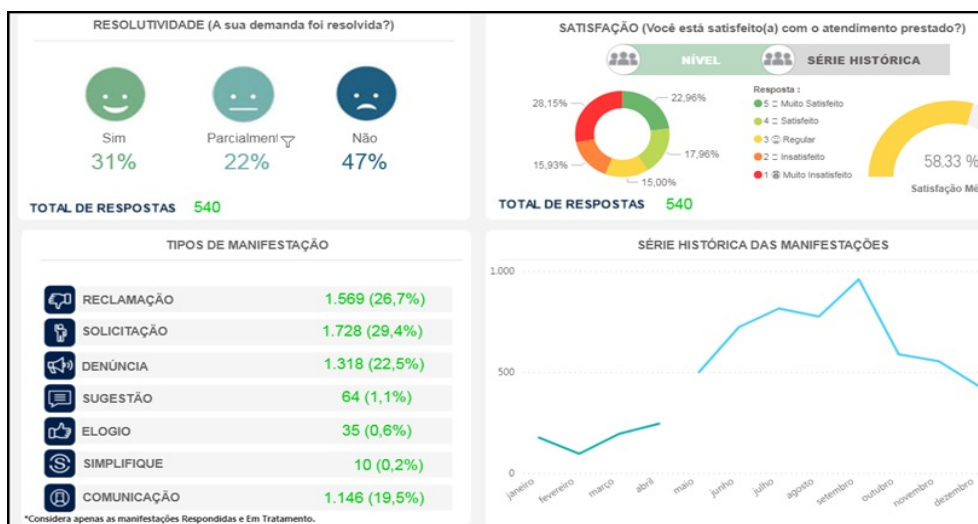 RESOLUTIVIDADE (A sua demanda foi resolvida?)
Sim
31%
Parcialment
22%
Não
47%
TOTAL DE RESPOSTAS 540
SATISFAÇÃO (Você está satisfeito(a) com o atendimento prestado?)
NÍVEL
SÉRIE HISTÓRICA
28,15%
22,96%
17,96%
15,00%
15,93%
Resposta :
5 Muito Satisfeito
4 Satisfeito
3 Regular
2 Insatisfeito
1 Muito Insatisfeito
58.33 %
Satisfação Mé
TOTAL DE RESPOSTAS 540
TIPOS DE MANIFESTAÇÃO
RECLAMAÇÃO 1.569 (26,7%)
SOLICITAÇÃO 1.728 (29,4%)
DENÚNCIA 1.318 (22,5%)
SUGESTÃO 64 (1,1%)
ELOGIO 35 (0,6%)
SIMPLIFIQUE 10 (0,2%)
COMUNICAÇÃO 1.146 (19,5%)
*Considera apenas as manifestações Respondidas e Em Tratamento.
SÉRIE HISTÓRICA DAS MANIFESTAÇÕES
1.000
500
0
janeiro
fevereiro
março
abril
maio
junho
julho
agosto
setembro
outubro
novembro
dezembro